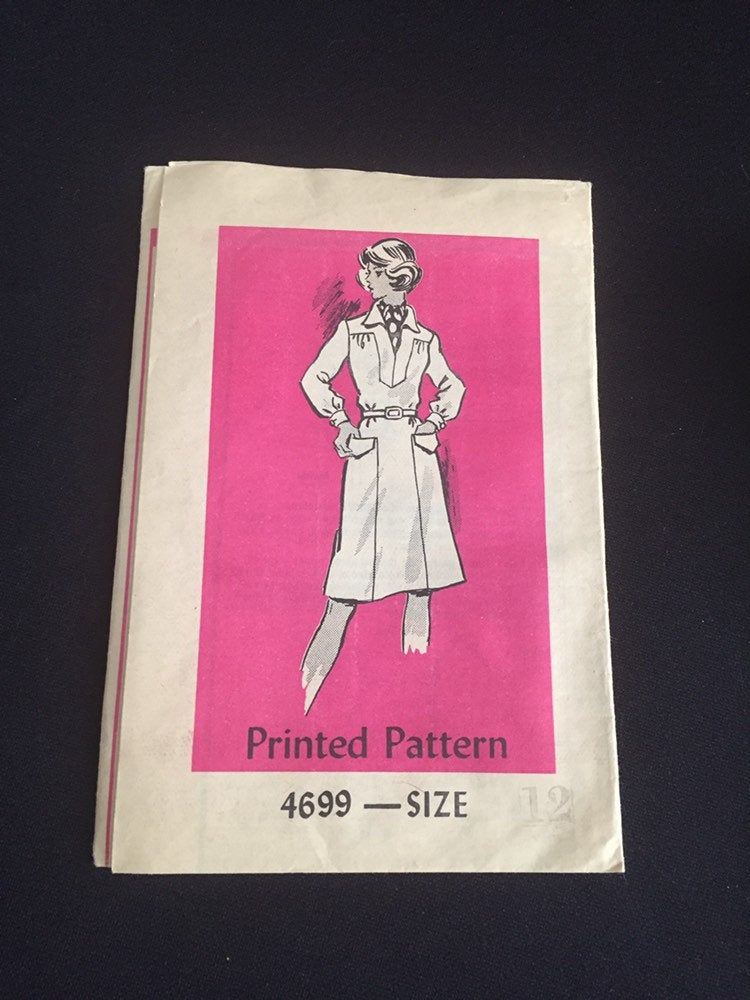 Printed Pattern
4699 — SIZE 12